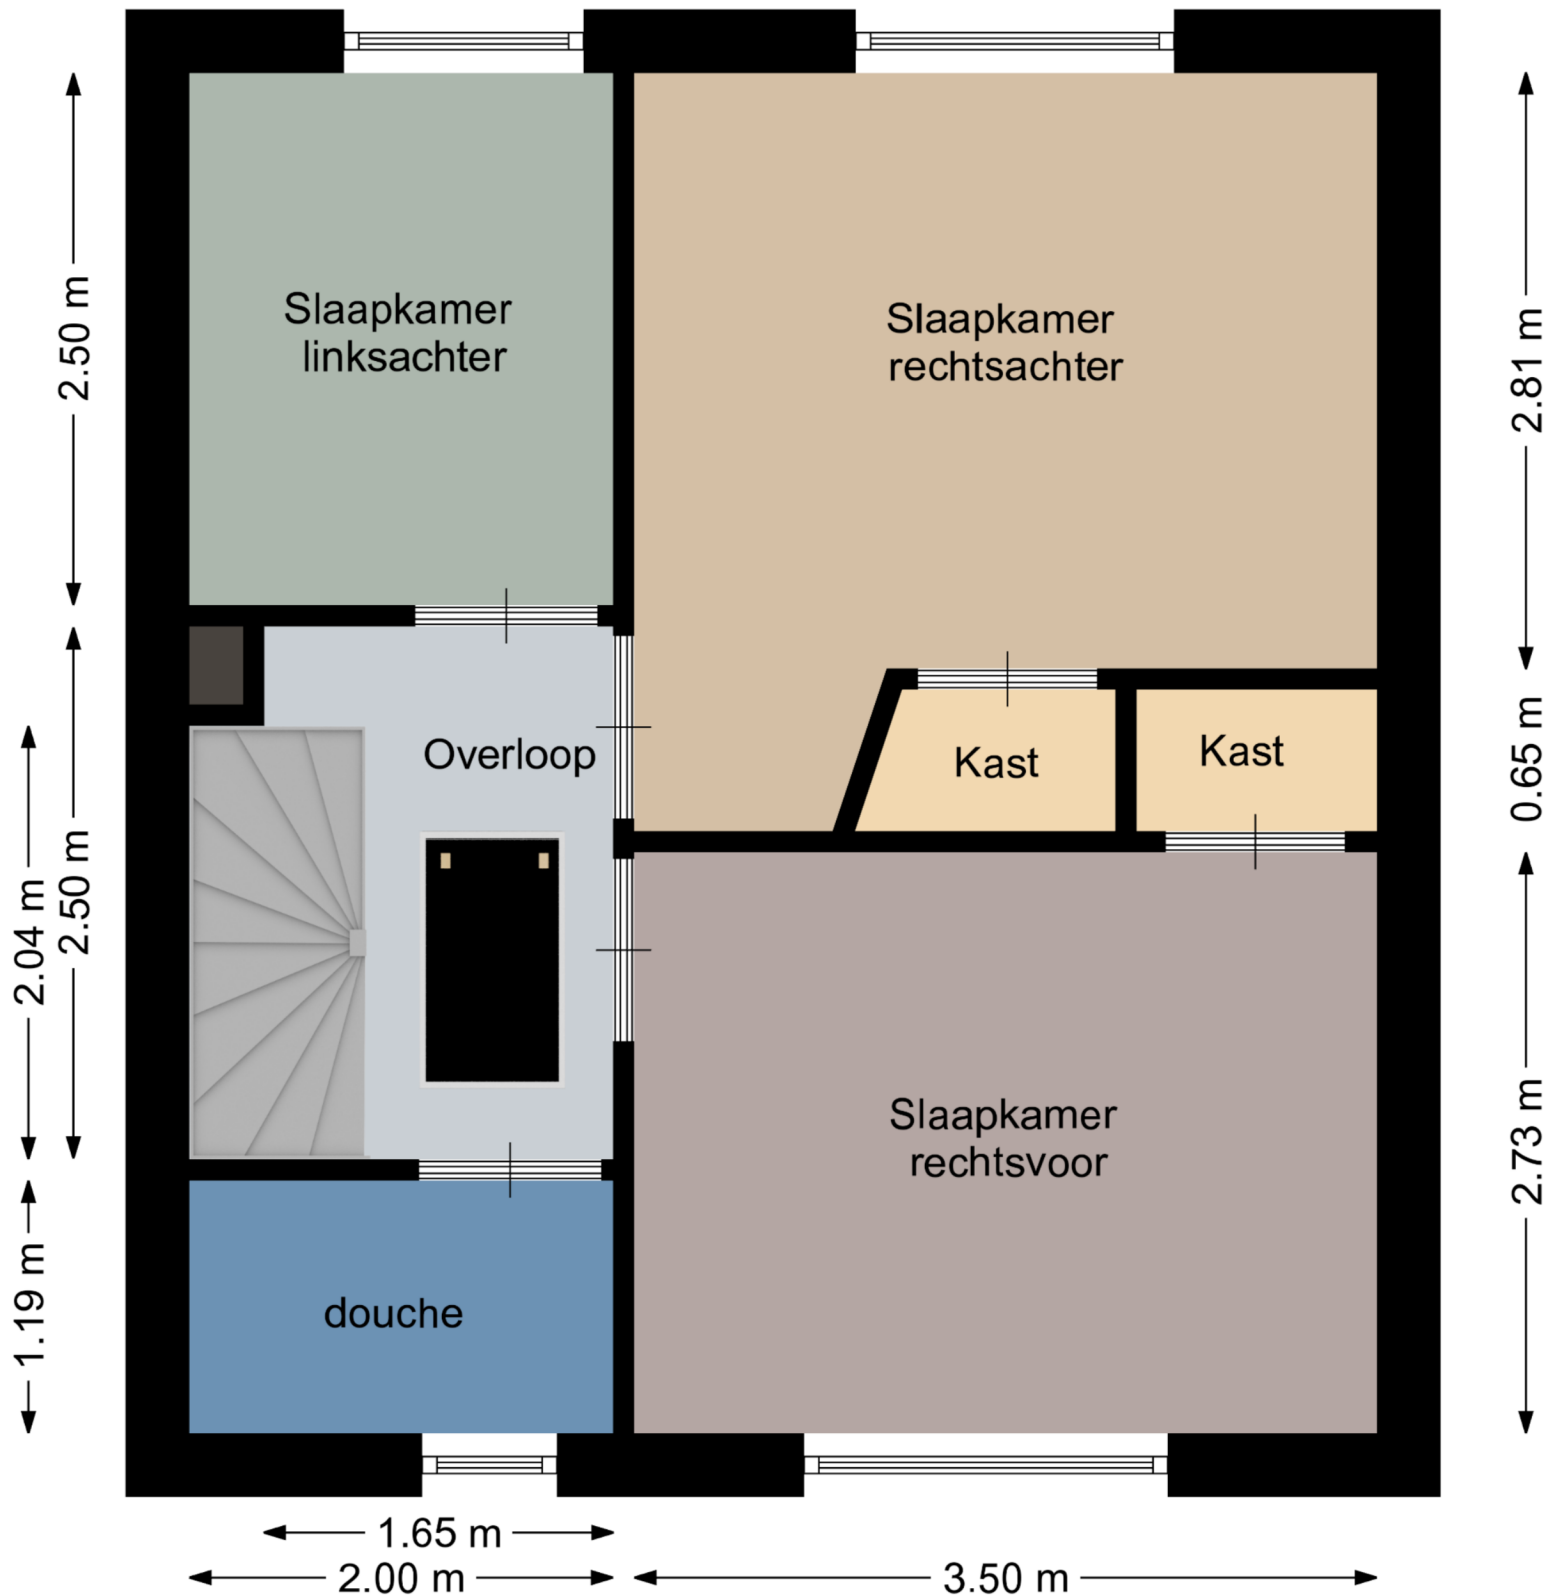 Slaapkamer
linksachter
Slaapkamer
rechtsachter
2.50 m
2.81 m
Overloop
Kast
Kast
0.65 m
2.50 m
2.04 m
Slaapkamer
rechtsvoor
2.73 m
douche
1.19 m
1.65 m
2.00 m
3.50 m